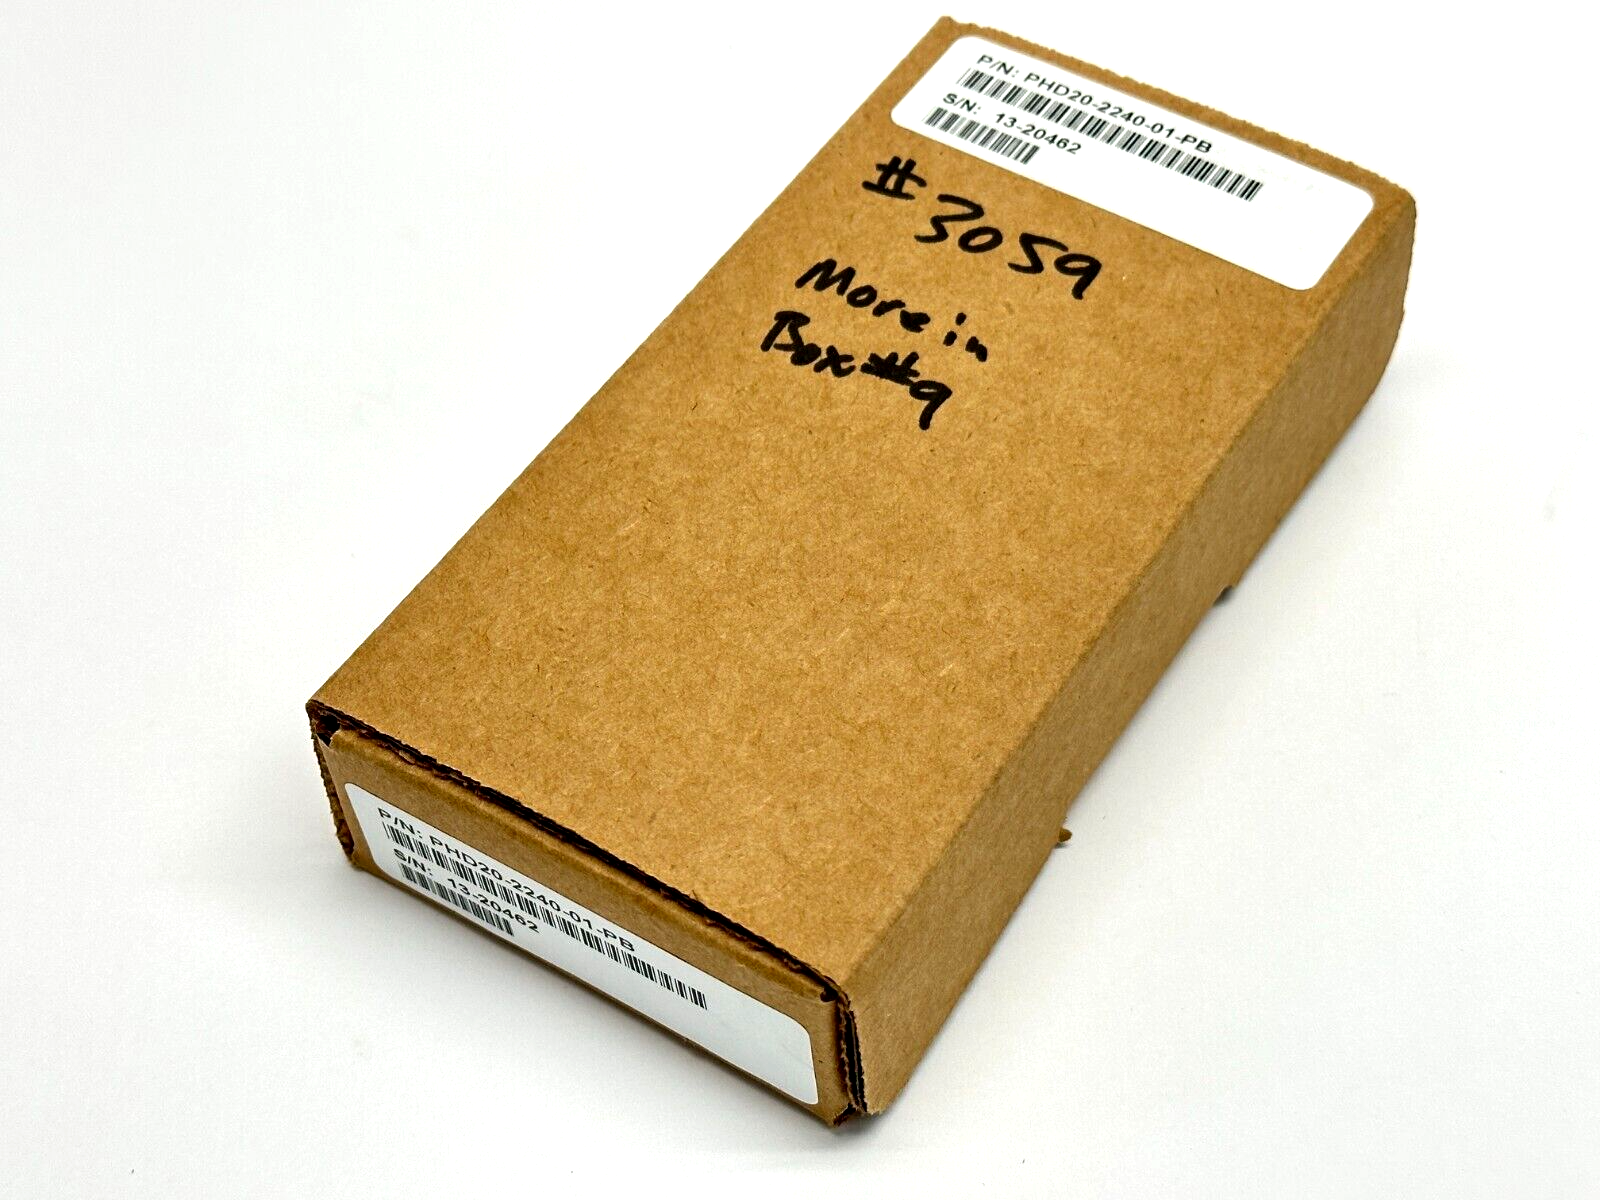 P/N: PHD20-2240-01-PB
S/N: 13-20462
#3059
More in
Box #9
P/N: PHD20-2240-01-PB
S/N: 13-20462